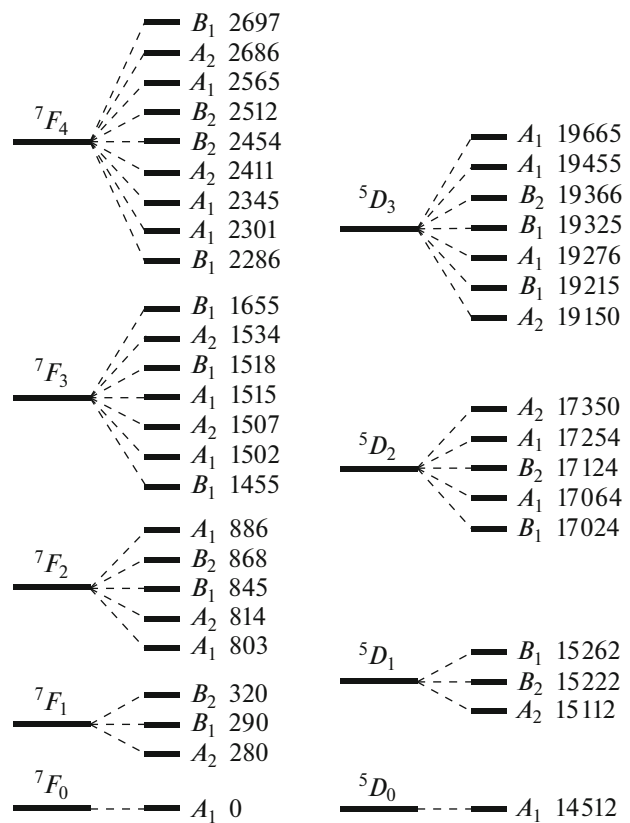 B₁ 2697
A₂ 2686
A₁ 2565
⁷F₄
B₂ 2512
B₂ 2454
A₂ 2411
A₁ 2345
A₁ 2301
B₁ 2286
B₁ 1655
A₂ 1534
⁷F₃
B₁ 1518
A₁ 1515
A₂ 1507
A₁ 1502
B₁ 1455
A₁ 886
⁷F₂
B₂ 868
B₁ 845
A₂ 814
A₁ 803
⁷F₁
B₂ 320
B₁ 290
A₂ 280
⁷F₀
A₁ 0
A₁ 19665
A₁ 19455
⁵D₃
B₂ 19366
B₁ 19325
A₁ 19276
B₁ 19215
A₂ 19150
A₂ 17350
⁵D₂
A₁ 17254
B₂ 17124
A₁ 17064
B₁ 17024
⁵D₁
B₁ 15262
B₂ 15222
A₂ 15112
⁵D₀
A₁ 14512